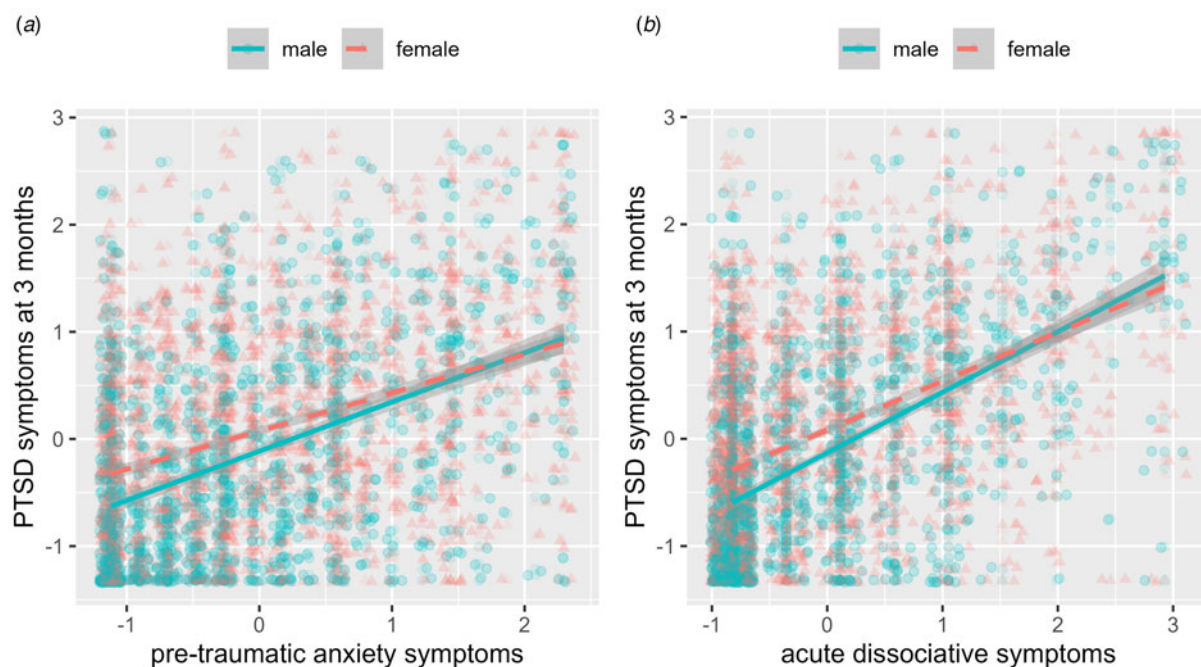 (a)
male female
PTSD symptoms at 3 months
3
2
1
0
-1
-1 0 1 2
pre-traumatic anxiety symptoms
(b)
male female
PTSD symptoms at 3 months
3
2
1
0
-1
-1 0 1 2 3
acute dissociative symptoms